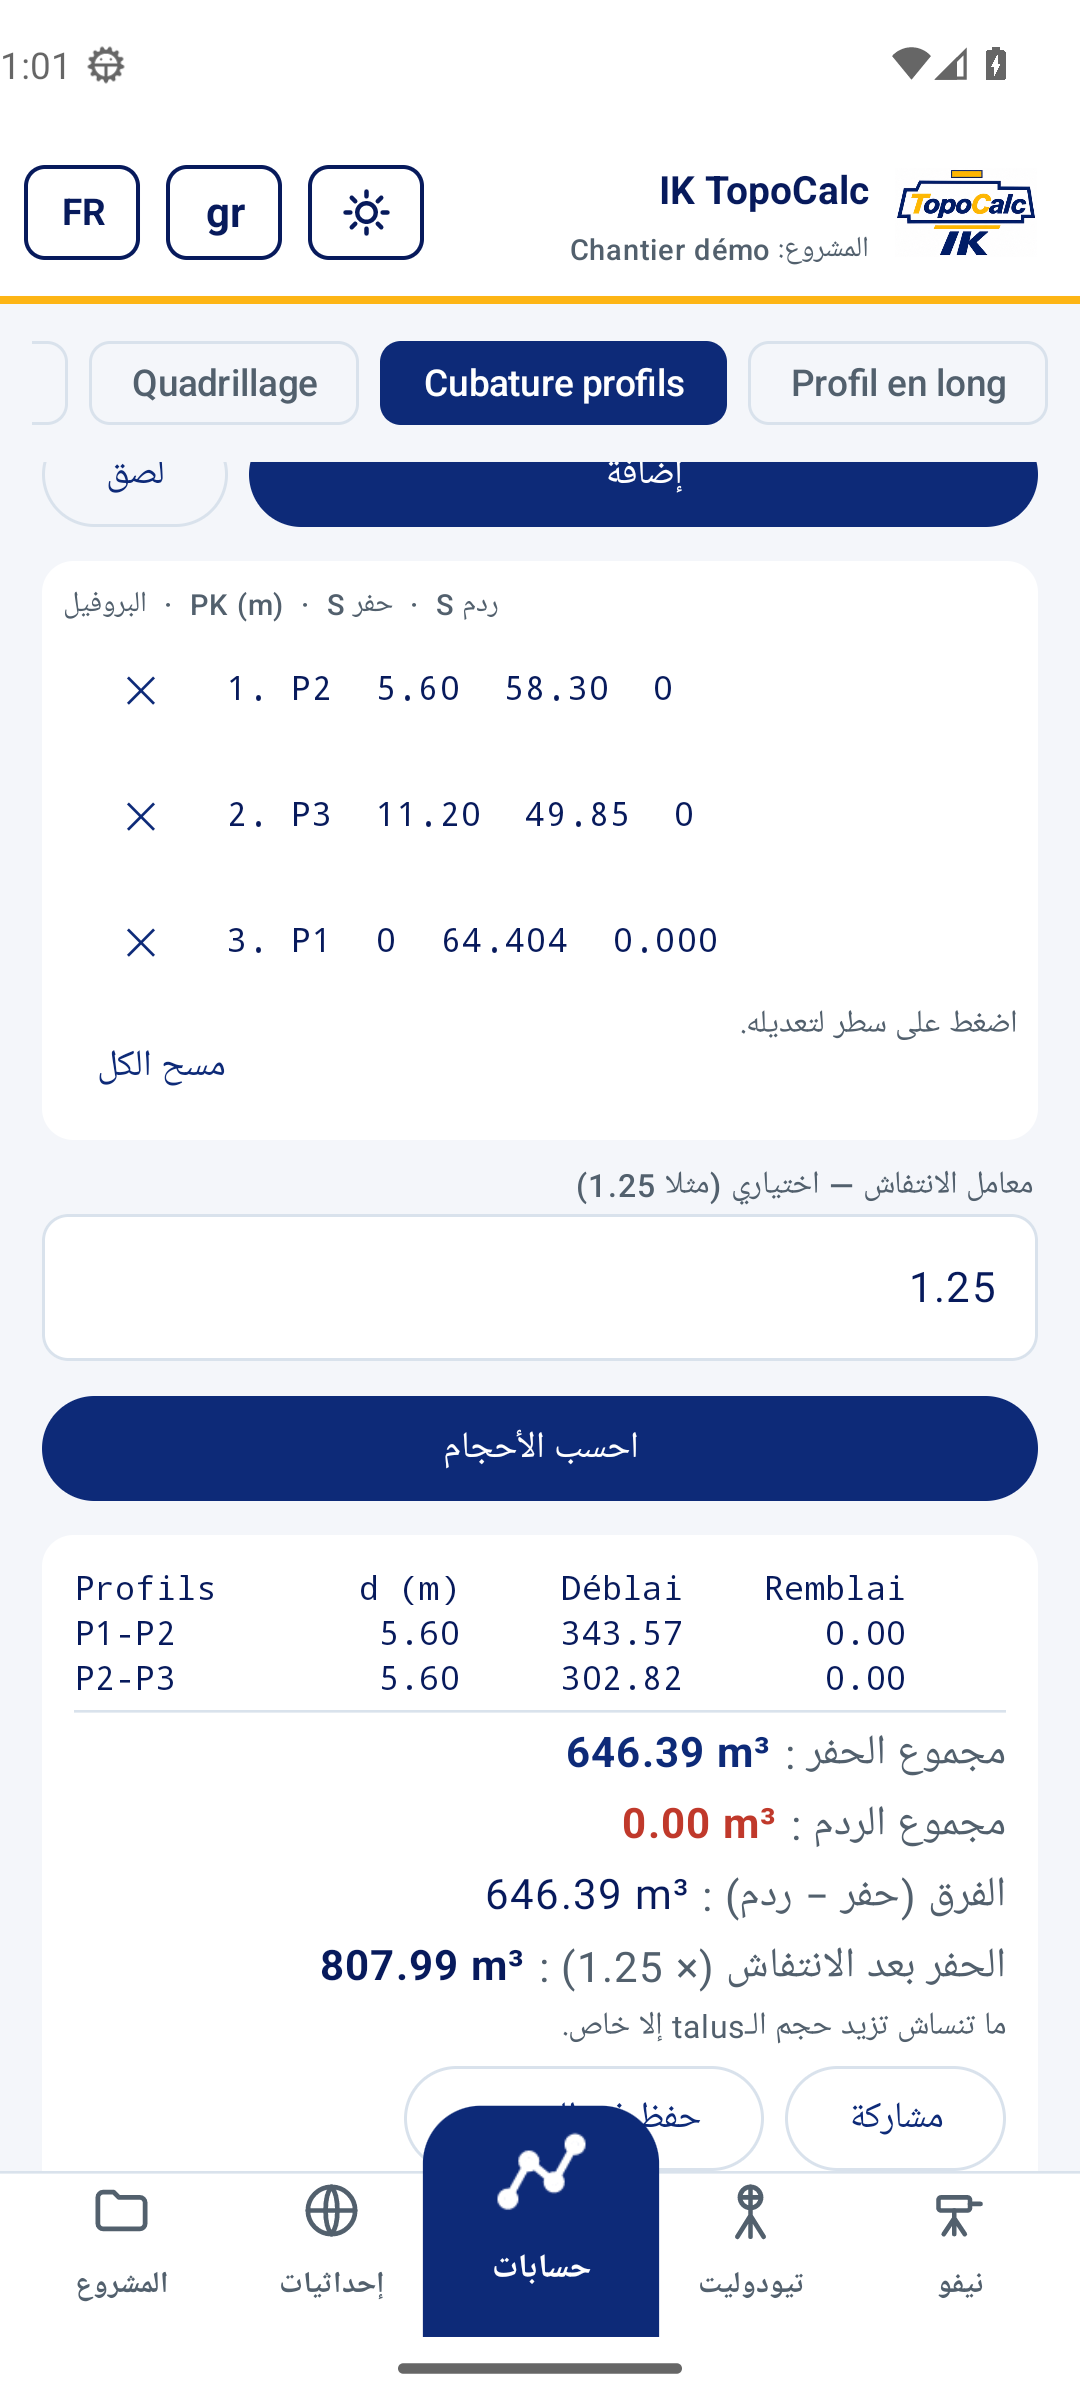 1:01
FR
gr
IK TopoCalc
المشروع: Chantier démo
TopoCalc
IK
Quadrillage
Cubature profils
Profil en long
لصق
إضافة
البروفيل · PK (m) · S حفر · S ردم
1. P2 5.60 58.30 0
2. P3 11.20 49.85 0
3. P1 0 64.404 0.000
اضغط على سطر لتعديله.
مسح الكل
معامل الانتفاش — اختياري (مثلا 1.25)
1.25
احسب الأحجام
Profils d (m) Déblai Remblai
P1-P2 5.60 343.57 0.00
P2-P3 5.60 302.82 0.00
مجموع الحفر : 646.39 m³
مجموع الردم : 0.00 m³
الفرق (حفر − ردم) : 646.39 m³
الحفر بعد الانتفاش (× 1.25) : 807.99 m³
ما تنساش تزيد حجم الـtalus إلا خاص.
مشاركة
حفظ
نيفو
تيودوليت
حسابات
إحداثيات
المشروع